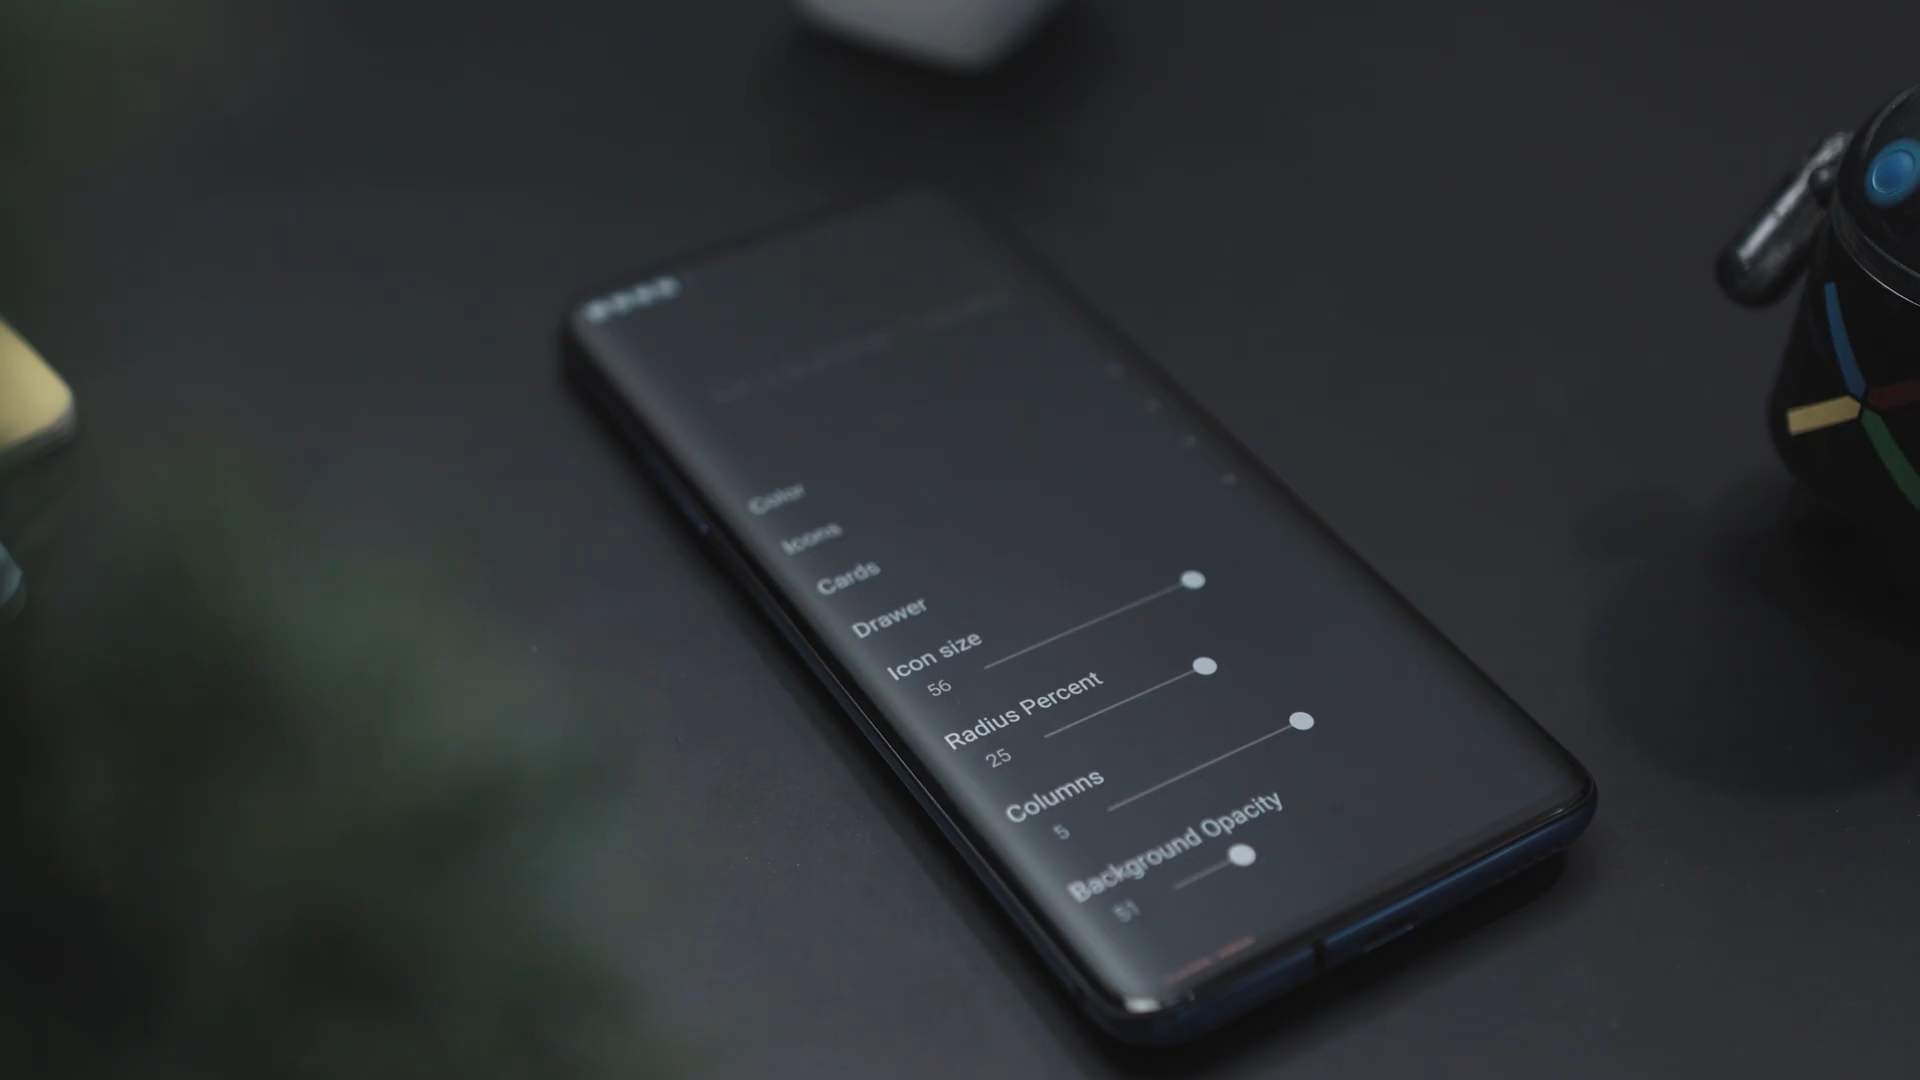 Color
Icons
Cards
Drawer
Icon size
56
Radius Percent
25
Columns
5
Background Opacity
51